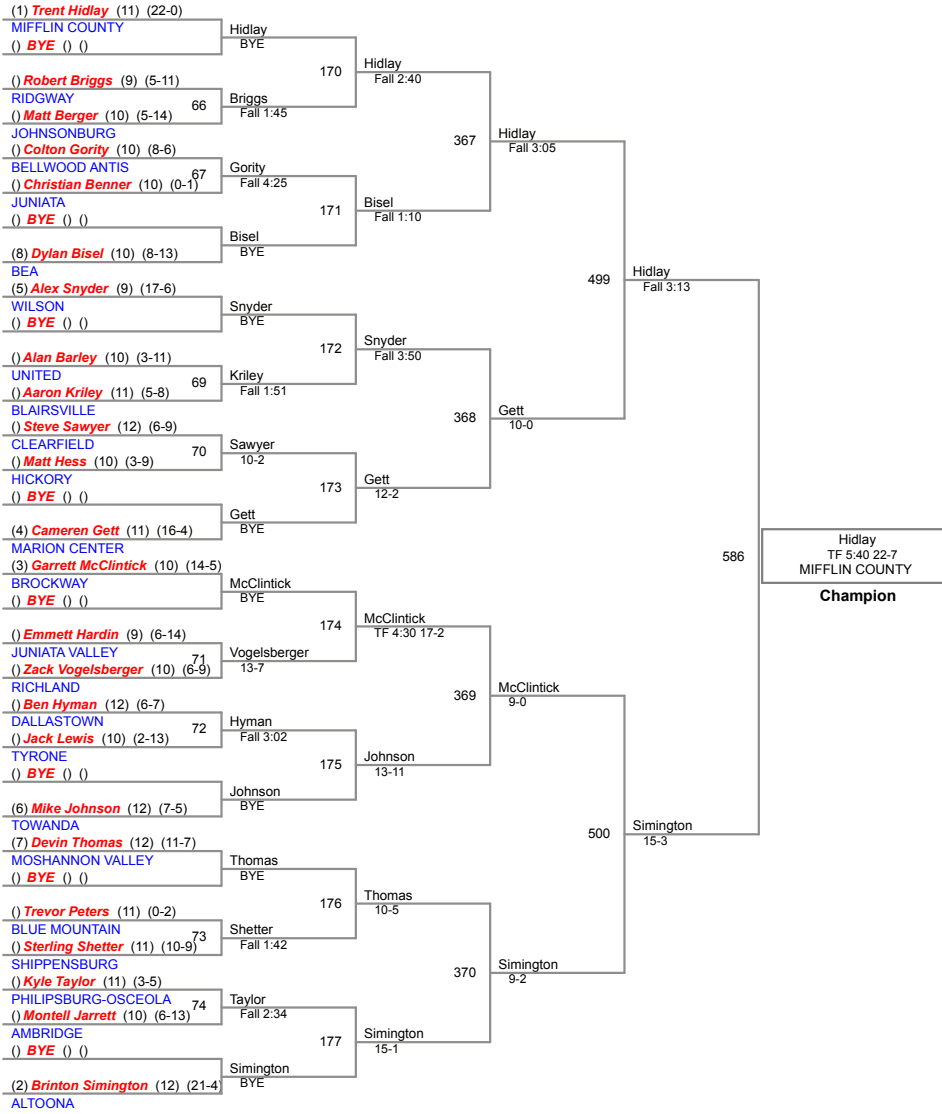 (1) Trent Hidlay (11) (22-0)
MIFFLIN COUNTY
() BYE () ()
() Robert Briggs (9) (5-11)
RIDGWAY
66
() Matt Berger (10) (5-14)
JOHNSONBURG
() Colton Gority (10) (8-6)
BELLWOOD ANTIS
67
() Christian Benner (10) (0-1)
JUNIATA
() BYE () ()
(8) Dylan Bisel (10) (8-13)
BEA
(5) Alex Snyder (9) (17-6)
WILSON
() BYE () ()
() Alan Barley (10) (3-11)
UNITED
69
() Aaron Kriley (11) (5-8)
BLAIRSVILLE
() Steve Sawyer (12) (6-9)
CLEARFIELD
70
() Matt Hess (10) (3-9)
HICKORY
() BYE () ()
(4) Cameren Gett (11) (16-4)
MARION CENTER
(3) Garrett McClintick (10) (14-5)
BROCKWAY
() BYE () ()
() Emmett Hardin (9) (6-14)
JUNIATA VALLEY
71
() Zack Vogelsberger (10) (6-9)
RICHLAND
() Ben Hyman (12) (6-7)
DALLASTOWN
72
() Jack Lewis (10) (2-13)
TYRONE
() BYE () ()
(6) Mike Johnson (12) (7-5)
TOWANDA
(7) Devin Thomas (12) (11-7)
MOSHANNON VALLEY
() BYE () ()
() Trevor Peters (11) (0-2)
BLUE MOUNTAIN
73
() Sterling Shetter (11) (10-9)
SHIPPENSBURG
() Kyle Taylor (11) (3-5)
PHILIPSBURG-OSCEOLA
74
() Montell Jarrett (10) (6-13)
AMBRIDGE
() BYE () ()
(2) Brinton Simington (12) (21-4)
ALTOONA
Hidlay
BYE
170
Briggs
Fall 1:45
Gority
Fall 4:25
171
Bisel
BYE
Snyder
BYE
172
Kriley
Fall 1:51
Sawyer
10-2
173
Gett
BYE
McClintick
BYE
174
Vogelsberger
13-7
Hyman
Fall 3:02
175
Johnson
BYE
Thomas
BYE
176
Shetter
Fall 1:42
Taylor
Fall 2:34
177
Simington
BYE
Hidlay
Fall 2:40
367
Bisel
Fall 1:10
Snyder
Fall 3:50
368
Gett
12-2
McClintick
TF 4:30 17-2
369
Johnson
13-11
Thomas
10-5
370
Simington
15-1
Hidlay
Fall 3:05
499
Gett
10-0
McClintick
9-0
500
Simington
9-2
Hidlay
Fall 3:13
586
Simington
15-3
Hidlay
TF 5:40 22-7
MIFFLIN COUNTY
Champion